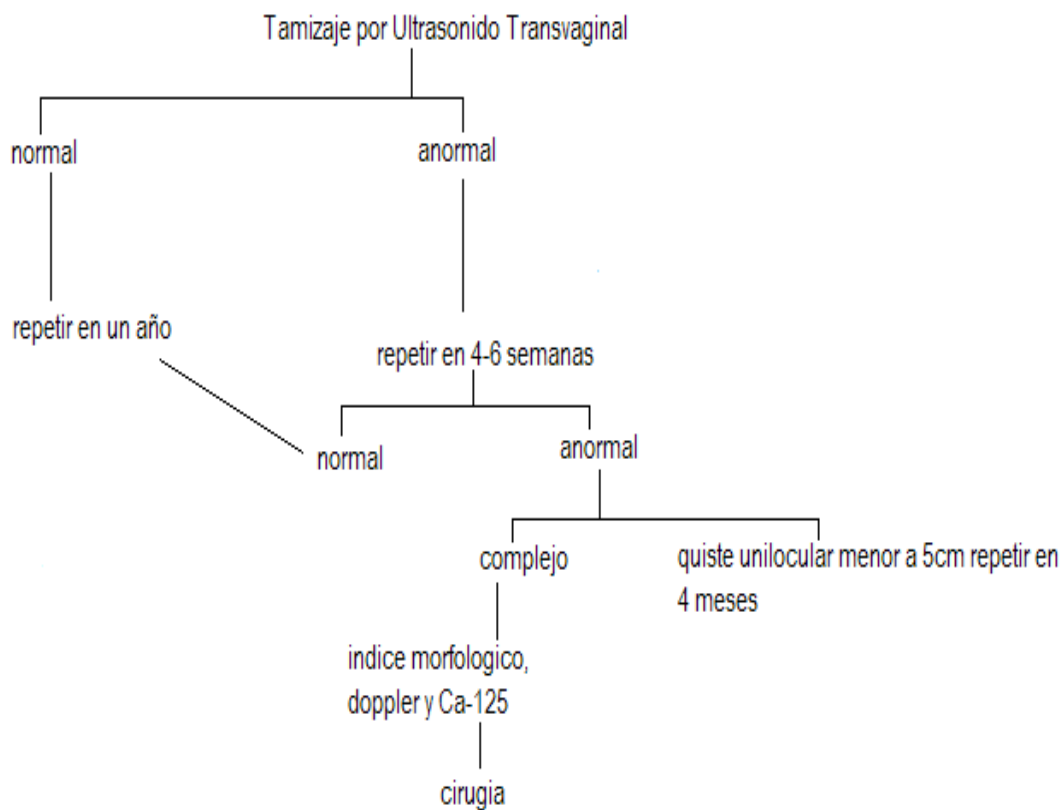 Tamizaje por Ultrasonido Transvaginal
normal
anormal
repetir en un año
repetir en 4-6 semanas
normal
anormal
complejo
quiste unilocular menor a 5cm repetir en
4 meses
indice morfologico,
doppler y Ca-125
cirugia